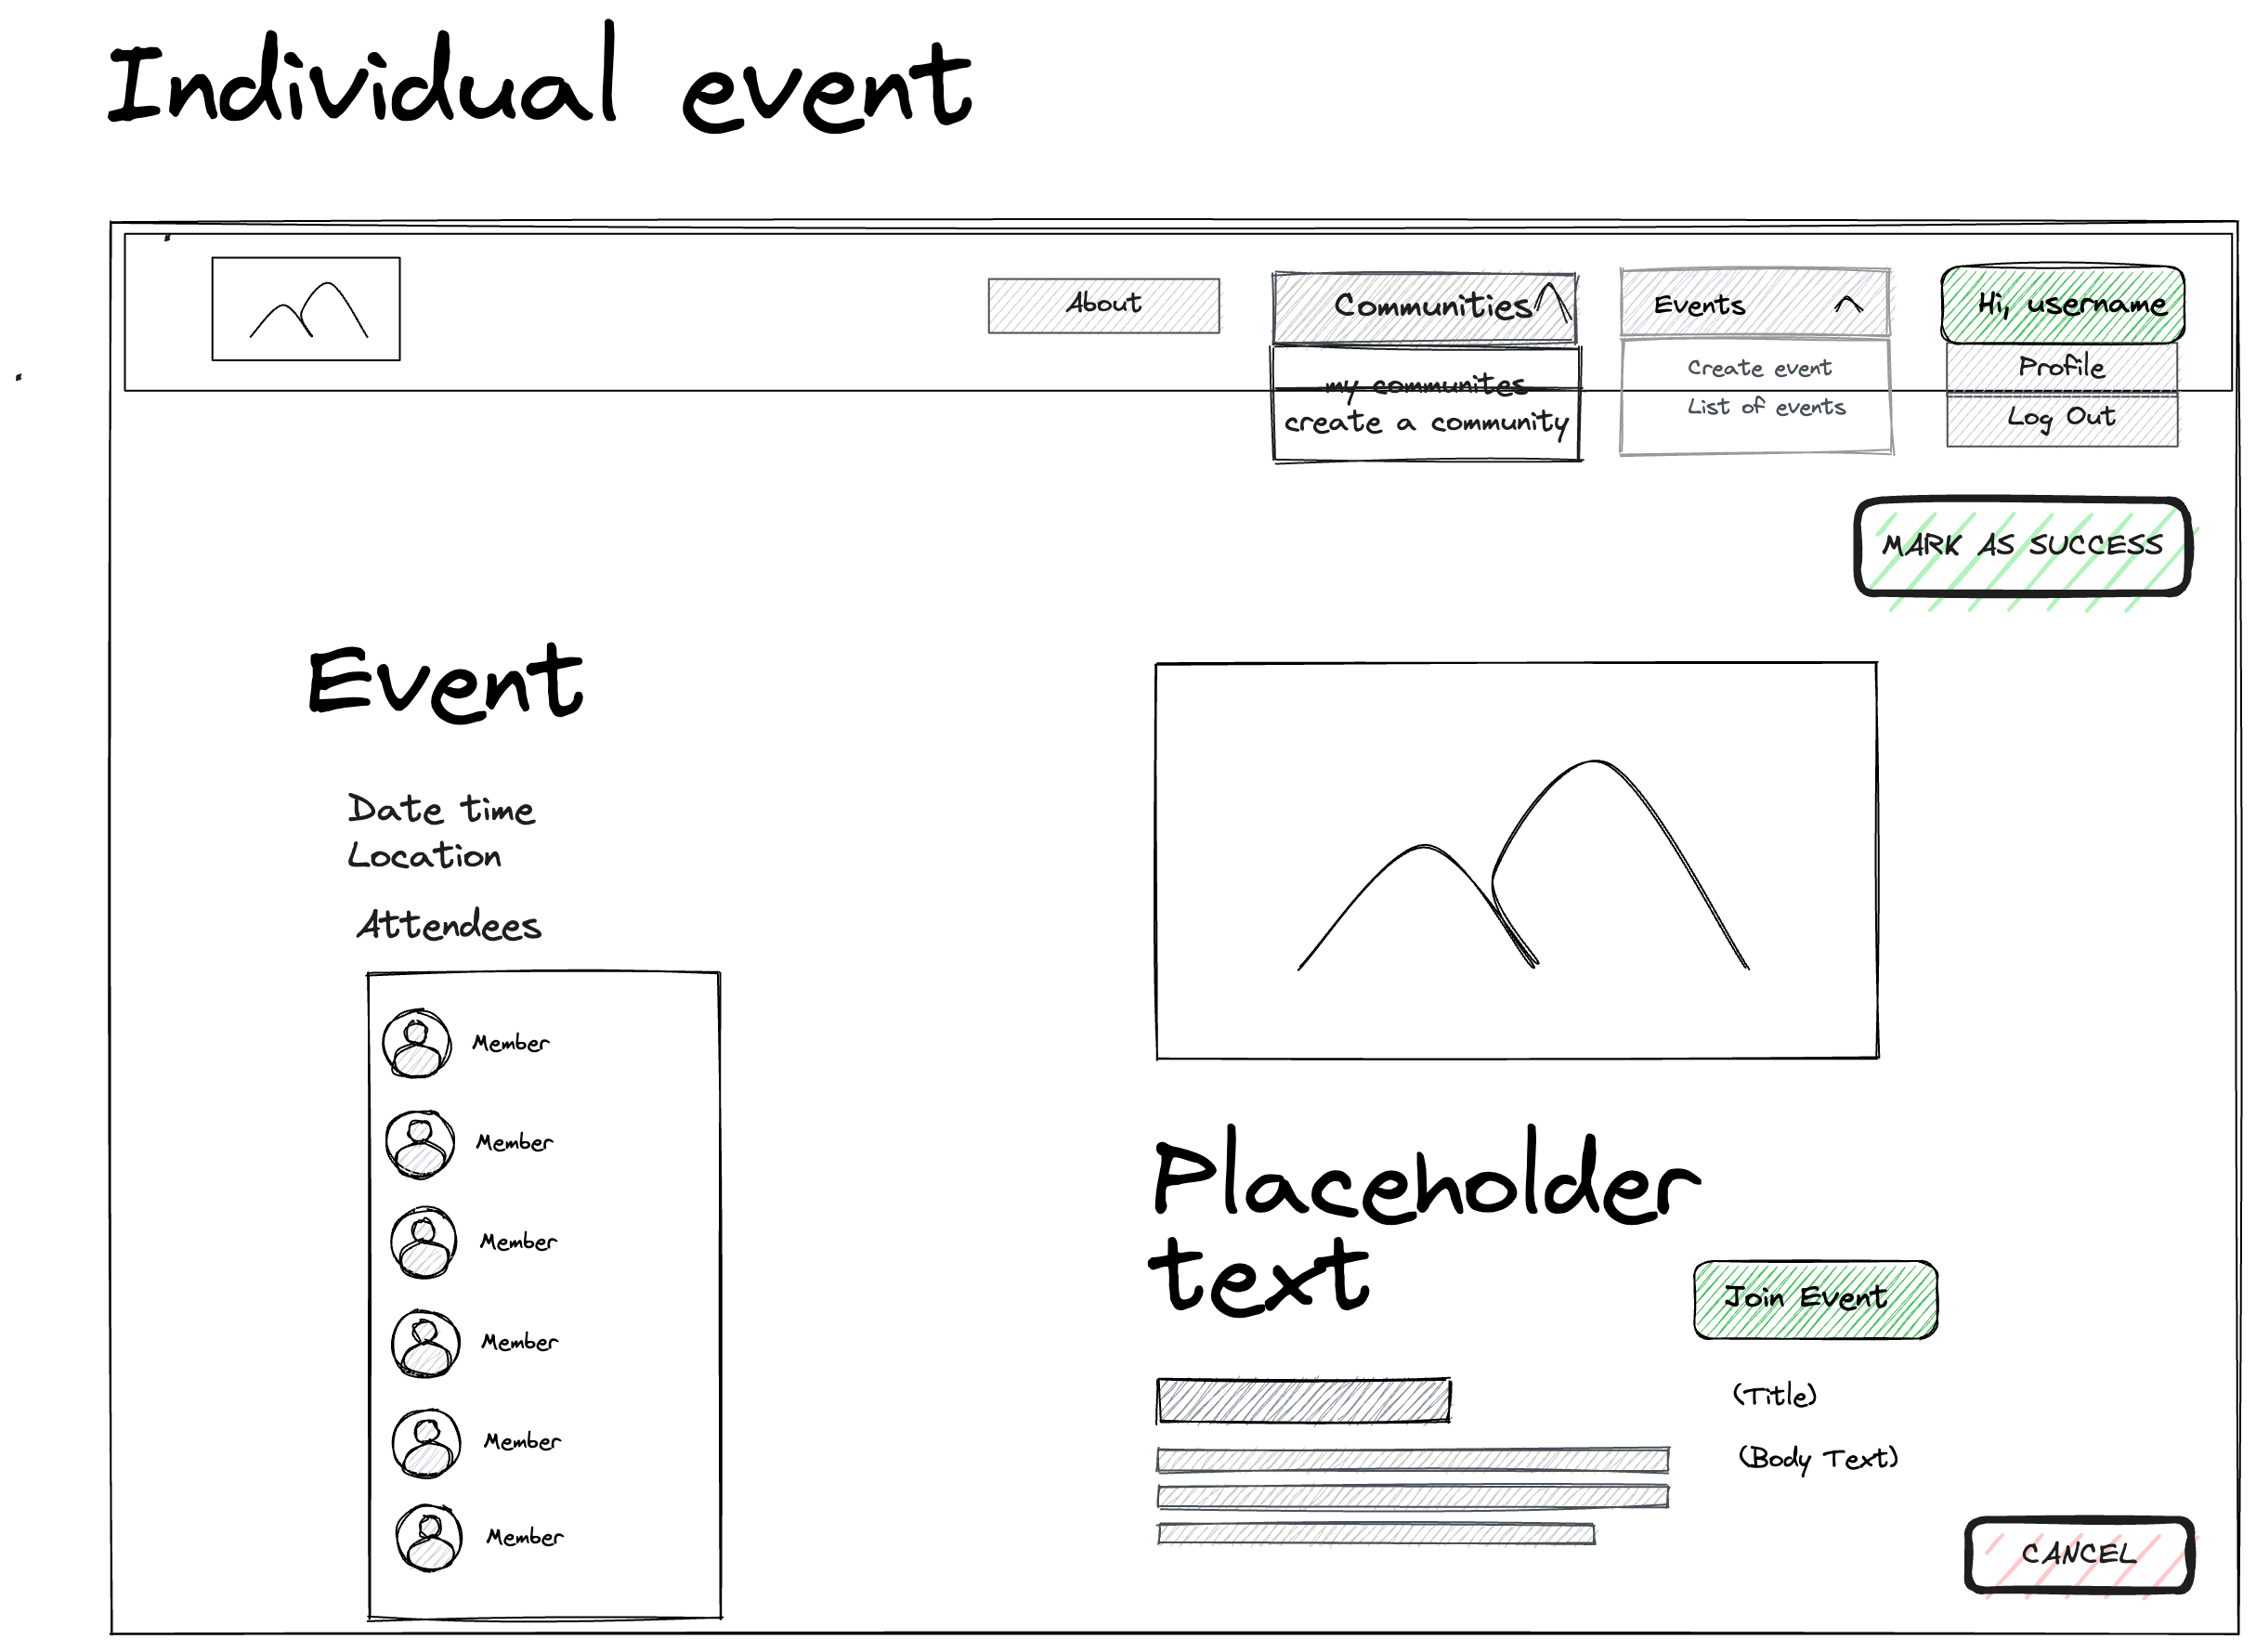 Individual event
About
Communities
Events
Hi, username
my communites
create a community
Create event
List of events
Profile
Log Out
MARK AS SUCCESS
Event
Date time
Location
Attendees
Member
Member
Member
Member
Member
Member
Placeholder
text
Join Event
(Title)
(Body Text)
CANCEL